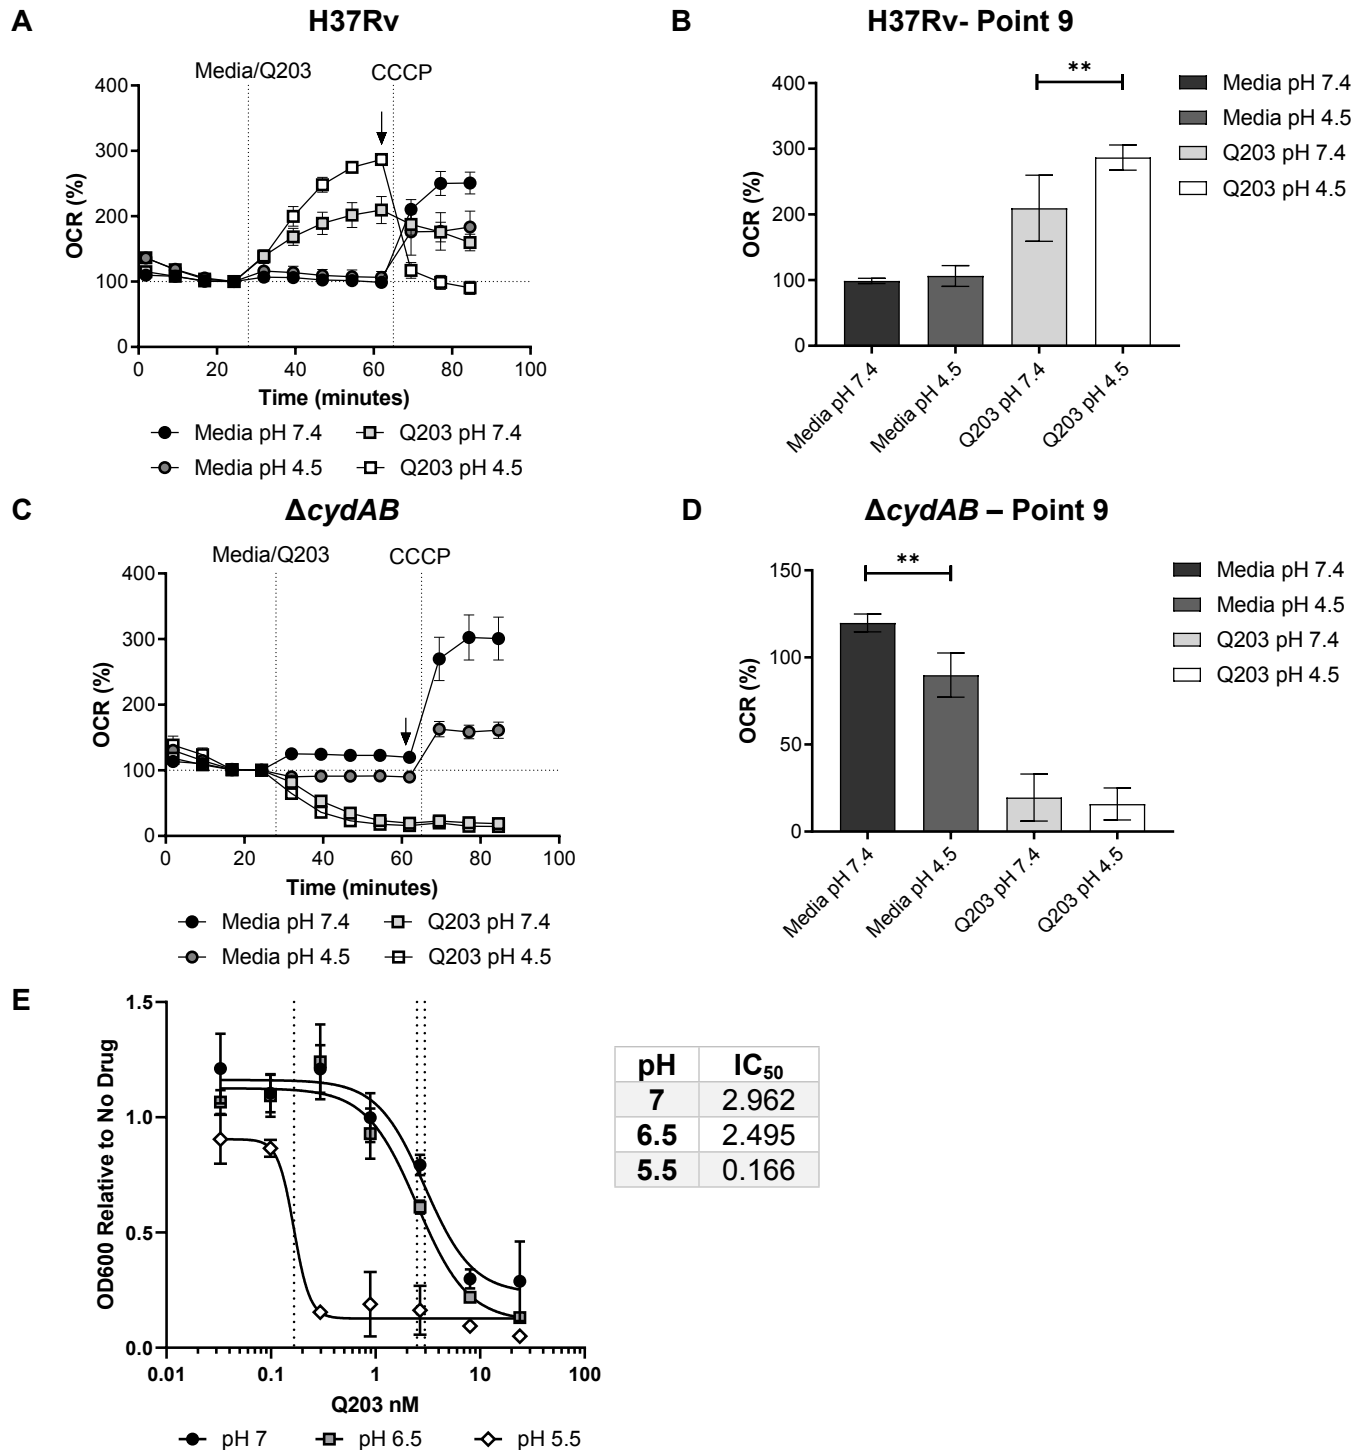 A
H37Rv
Media/Q203
CCCP
400
300
200
100
0
OCR (%)
0 20 40 60 80 100
Time (minutes)
Media pH 7.4
Q203 pH 7.4
Media pH 4.5
Q203 pH 4.5
B
H37Rv- Point 9
**
400
300
200
100
0
OCR (%)
Media pH 7.4
Media pH 4.5
Q203 pH 7.4
Q203 pH 4.5
Media pH 7.4
Media pH 4.5
Q203 pH 7.4
Q203 pH 4.5
C
ΔcydAB
Media/Q203
CCCP
400
300
200
100
0
OCR (%)
0 20 40 60 80 100
Time (minutes)
Media pH 7.4
Q203 pH 7.4
Media pH 4.5
Q203 pH 4.5
D
ΔcydAB – Point 9
**
150
100
50
0
OCR (%)
Media pH 7.4
Media pH 4.5
Q203 pH 7.4
Q203 pH 4.5
Media pH 7.4
Media pH 4.5
Q203 pH 7.4
Q203 pH 4.5
E
1.5
1.0
0.5
0.0
OD600 Relative to No Drug
0.01 0.1 1 10 100
Q203 nM
pH 7
pH 6.5
pH 5.5
pH IC₅₀
7 2.962
6.5 2.495
5.5 0.166